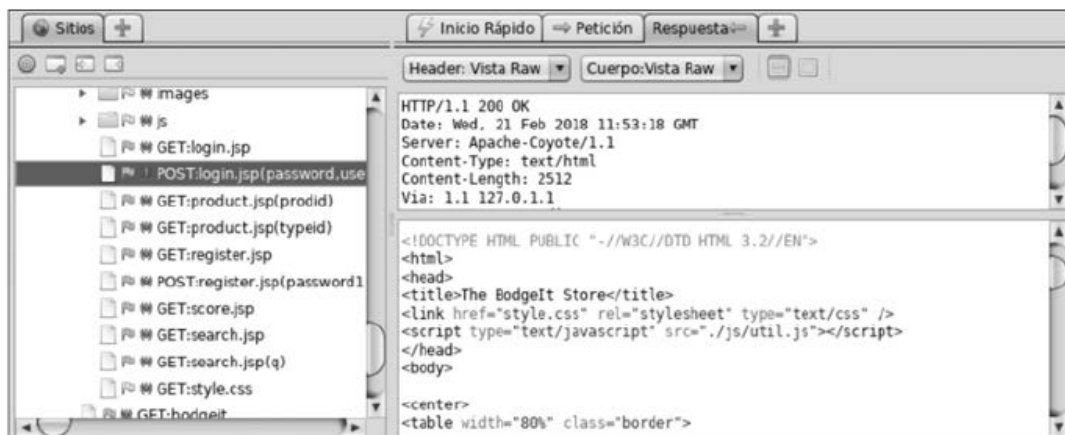 Sitios
Inicio Rápido
Petición
Respuesta
Header: Vista Raw
Cuerpo:Vista Raw
images
js
GET:login.jsp
POST:login.jsp(password,use
GET:product.jsp(prodid)
GET:product.jsp(typeid)
GET:register.jsp
POST:register.jsp(password1
GET:score.jsp
GET:search.jsp
GET:search.jsp(q)
GET:style.css
GET:bodgeit
HTTP/1.1 200 OK
Date: Wed, 21 Feb 2018 11:53:18 GMT
Server: Apache-Coyote/1.1
Content-Type: text/html
Content-Length: 2512
Via: 1.1 127.0.1.1
<!DOCTYPE HTML PUBLIC "-//W3C//DTD HTML 3.2//EN">
<html>
<head>
<title>The BodgeIt Store</title>
<link href="style.css" rel="stylesheet" type="text/css" />
<script type="text/javascript" src="./js/util.js"></script>
</head>
<body>
<center>
<table width="80%" class="border">